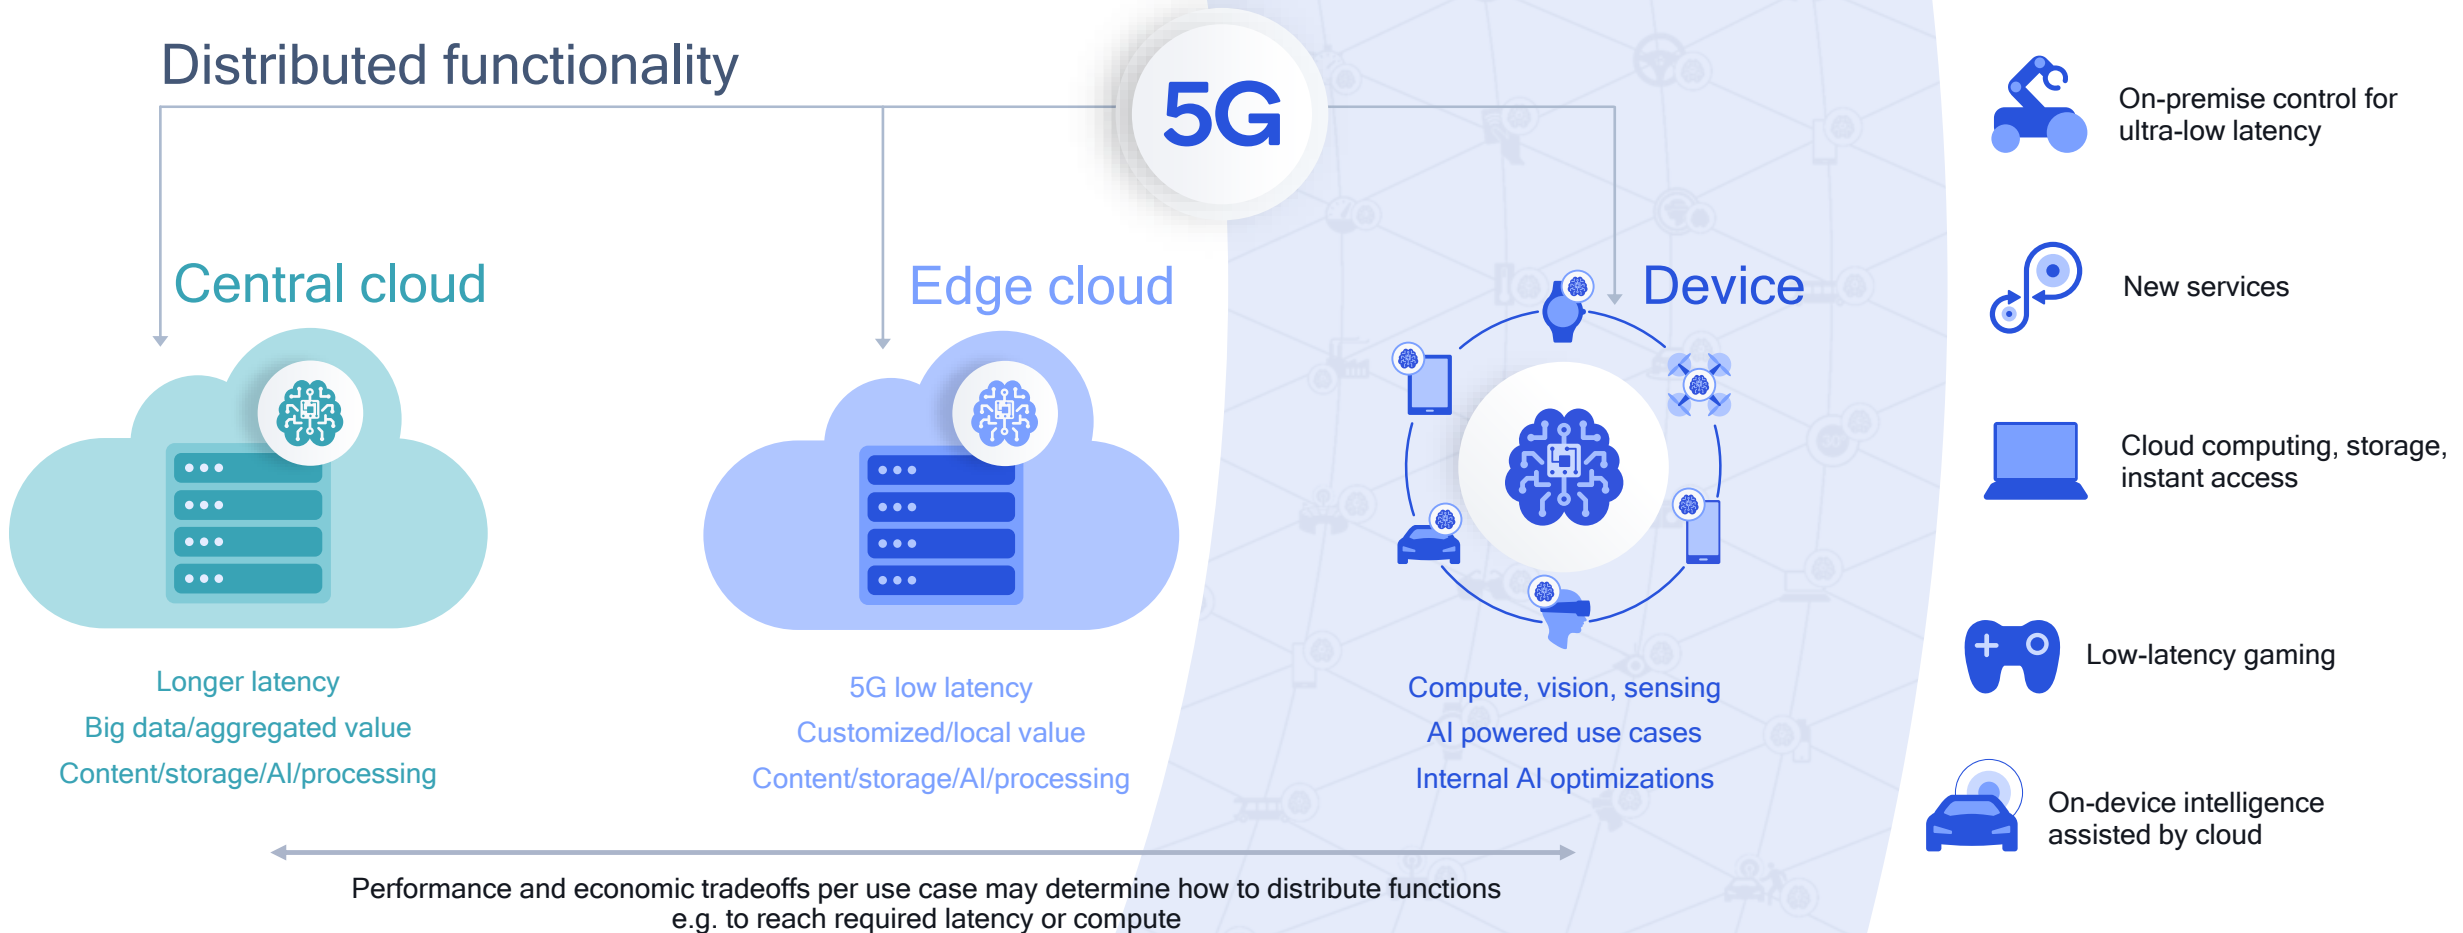 Distributed functionality
5G
Central cloud
Longer latency
Big data/aggregated value
Content/storage/AI/processing
Edge cloud
5G low latency
Customized/local value
Content/storage/AI/processing
Device
Compute, vision, sensing
AI powered use cases
Internal AI optimizations
Performance and economic tradeoffs per use case may determine how to distribute functions
e.g. to reach required latency or compute
On-premise control for
ultra-low latency
New services
Cloud computing, storage,
instant access
Low-latency gaming
On-device intelligence
assisted by cloud